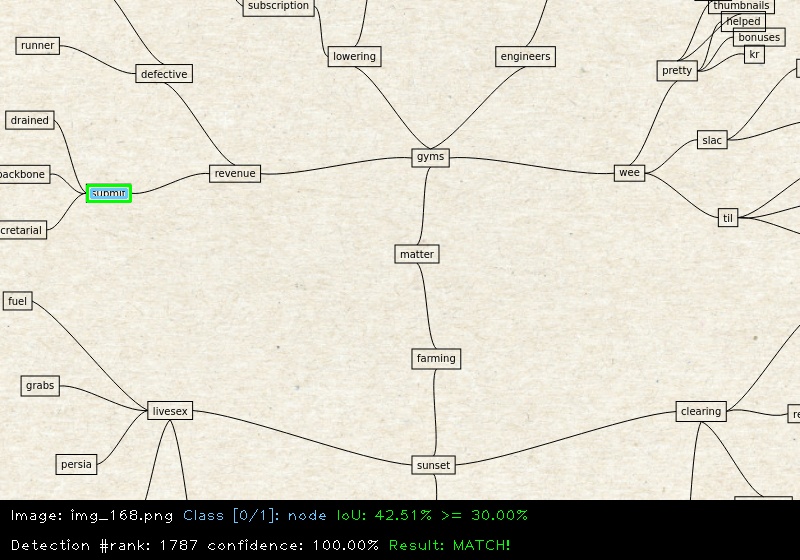 thumbnails
subscription
helped
bonuses
runner
lowering
engineers
kr
defective
pretty
drained
slac
gyms
backbone
revenue
wee
submit
til
cretarial
matter
fuel
farming
grabs
livesex
clearing
re
persia
sunset
Image: img_168.png Class [0/1]: node IoU: 42.51% >= 30.00%
Detection #rank: 1787 confidence: 100.00% Result: MATCH!